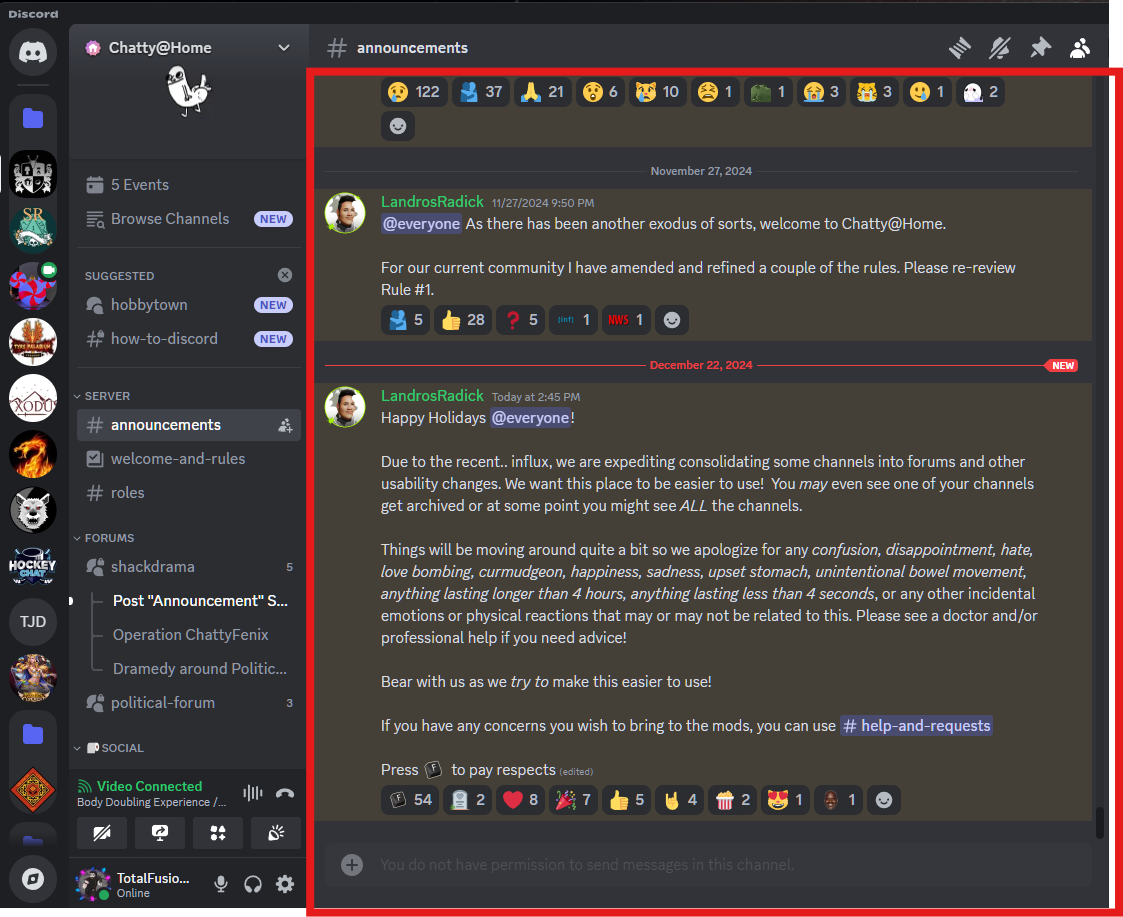 Discord
Chatty@Home
5 Events
Browse Channels NEW
SUGGESTED
hobbytown NEW
how-to-discord NEW
SERVER
# announcements
welcome-and-rules
# roles
FORUMS
shackdrama 5
Post "Announcement" S...
Operation ChattyFenix
Dramedy around Politic...
political-forum 3
SOCIAL
Video Connected
Body Doubling Experience /...
TotalFusio...
Online
SR
TYRS PALADIUM
XODU
HOCKEY
CHAT
TJD
# announcements
122 37 21 6 10 1 1 3 3 1 2
November 27, 2024
LandrosRadick 11/27/2024 9:50 PM
@everyone As there has been another exodus of sorts, welcome to Chatty@Home.
For our current community I have amended and refined a couple of the rules. Please re-review
Rule #1.
5 28 ? 5 [inf] 1 NWS 1
December 22, 2024 NEW
LandrosRadick Today at 2:45 PM
Happy Holidays @everyone!
Due to the recent.. influx, we are expediting consolidating some channels into forums and other
usability changes. We want this place to be easier to use! You may even see one of your channels
get archived or at some point you might see ALL the channels.
Things will be moving around quite a bit so we apologize for any confusion, disappointment, hate,
love bombing, curmudgeon, happiness, sadness, upset stomach, unintentional bowel movement,
anything lasting longer than 4 hours, anything lasting less than 4 seconds, or any other incidental
emotions or physical reactions that may or may not be related to this. Please see a doctor and/or
professional help if you need advice!
Bear with us as we try to make this easier to use!
If you have any concerns you wish to bring to the mods, you can use # help-and-requests
Press F to pay respects (edited)
F 54 2 8 7 5 4 2 1 1
You do not have permission to send messages in this channel.